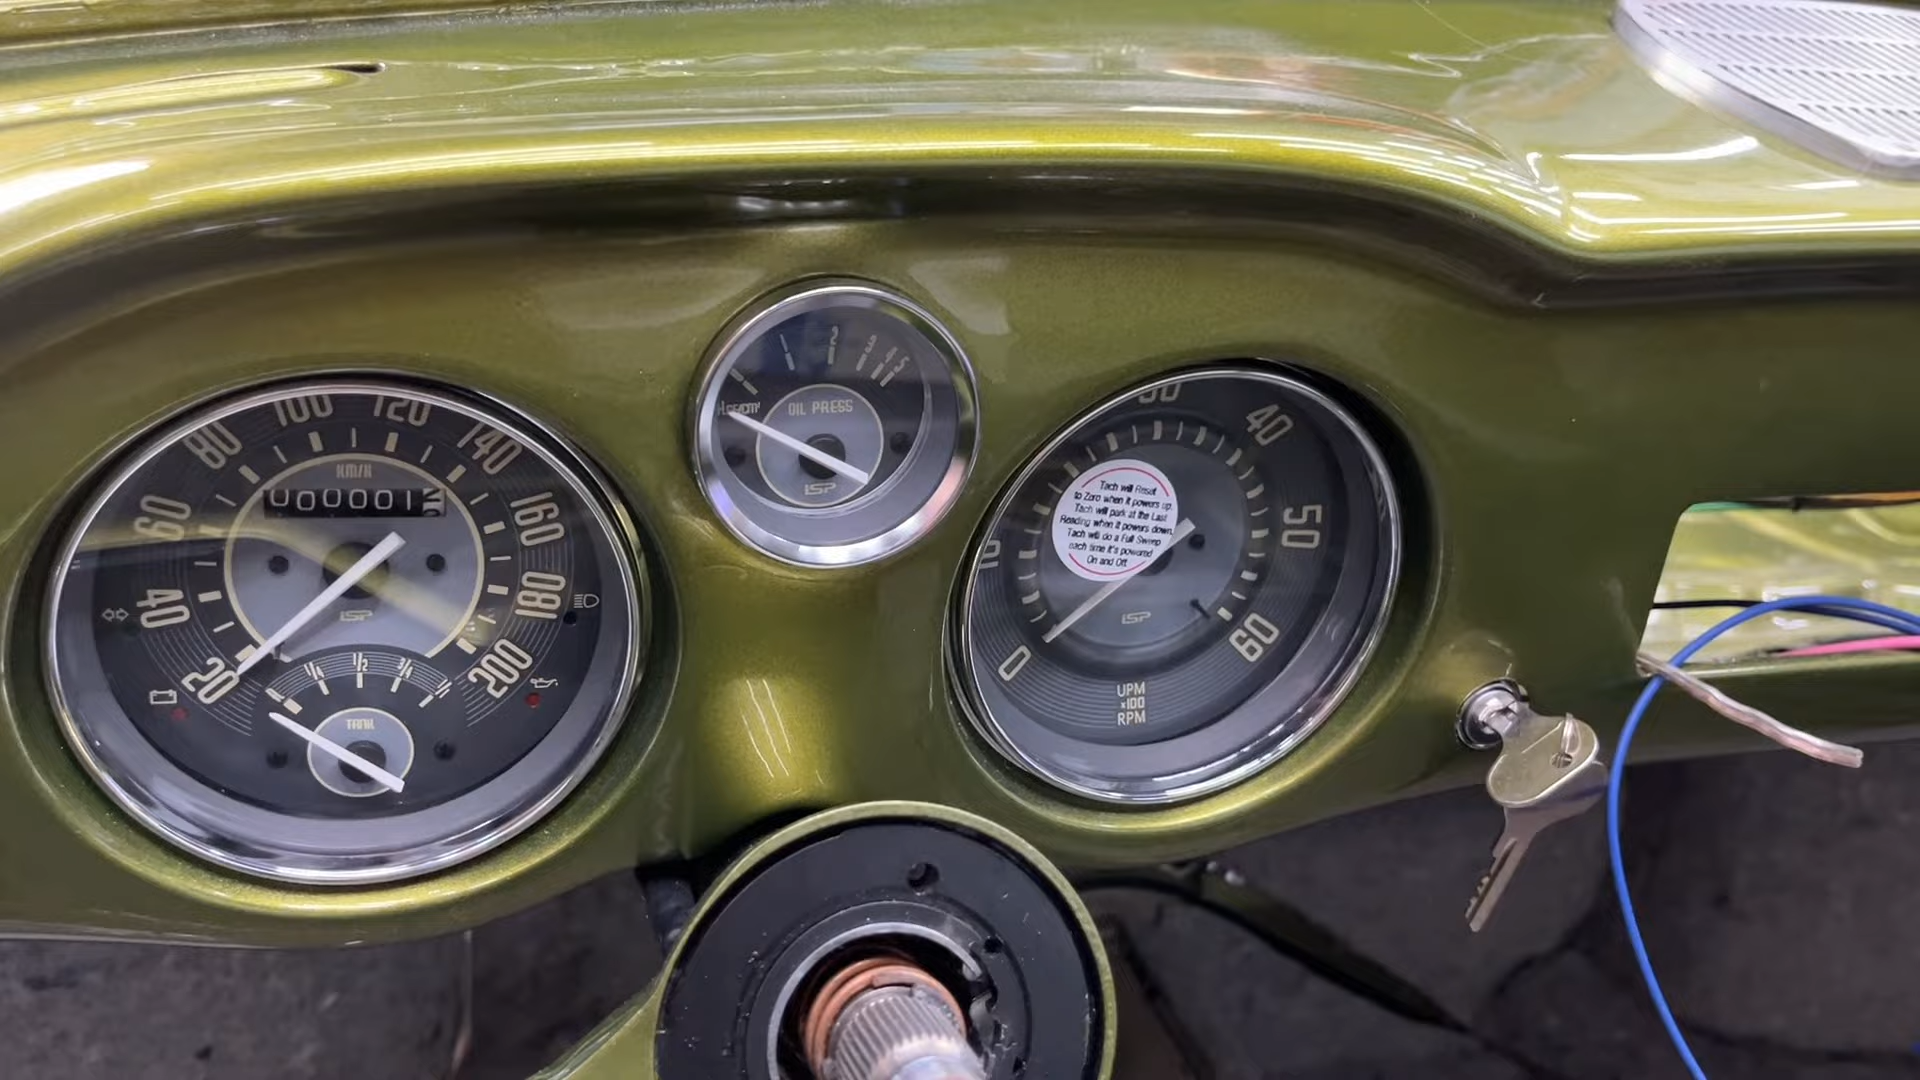 100 120
80 140
60 160
40 180
20 200
KM/H
000001
ISP
1/4 1/2 3/4
TANK
1 2
OIL PRESS
ISP
40
10 50
0 60
Tach will Reset
to Zero when it powers up.
Tach will park at the Last
Reading when it powers down.
Tach will do a Full Sweep
each time it's powered
On and Off
ISP
UPM
x100
RPM